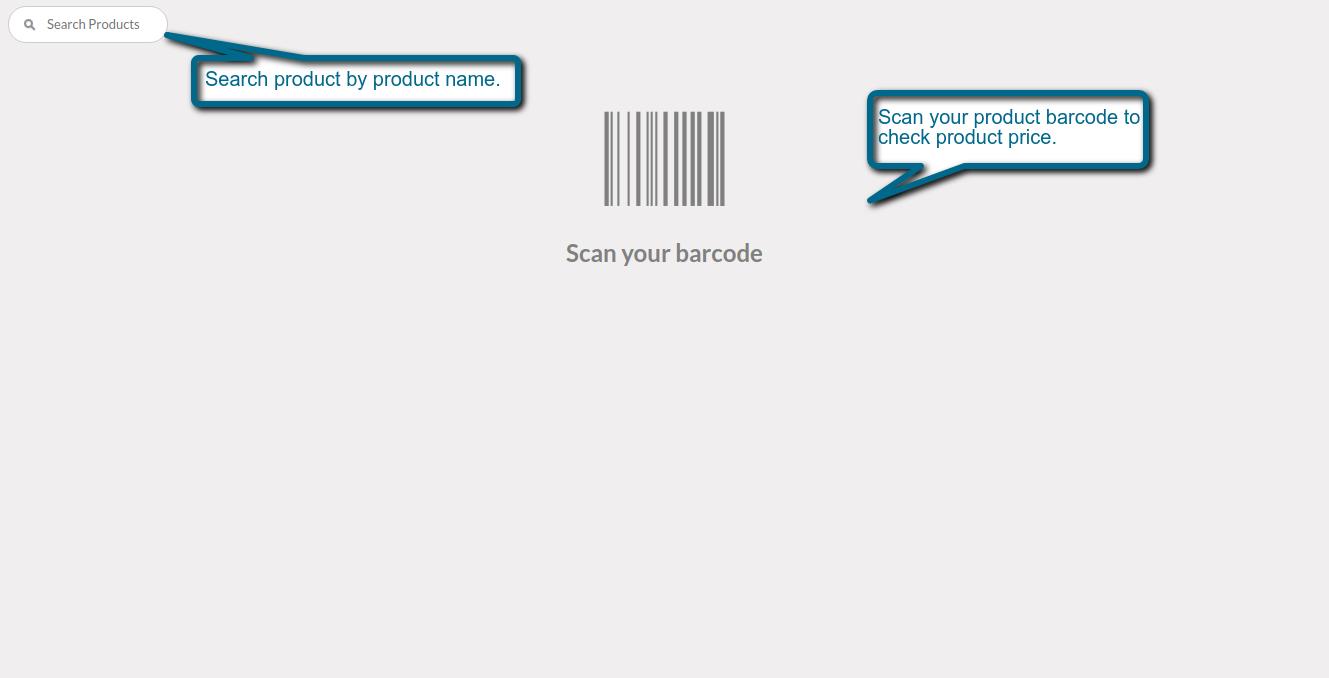 Search Products
Search product by product name.
Scan your product barcode to
check product price.
Scan your barcode